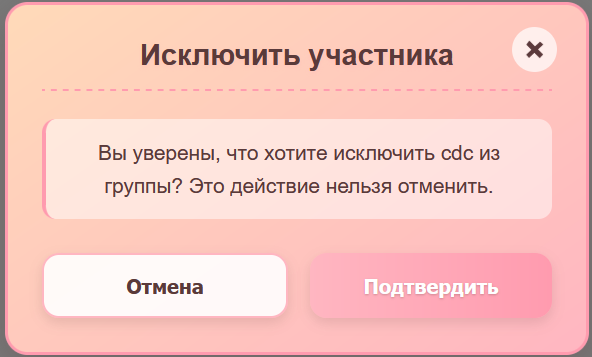 Исключить участника
Вы уверены, что хотите исключить cdc из
группы? Это действие нельзя отменить.
Отмена
Подтвердить